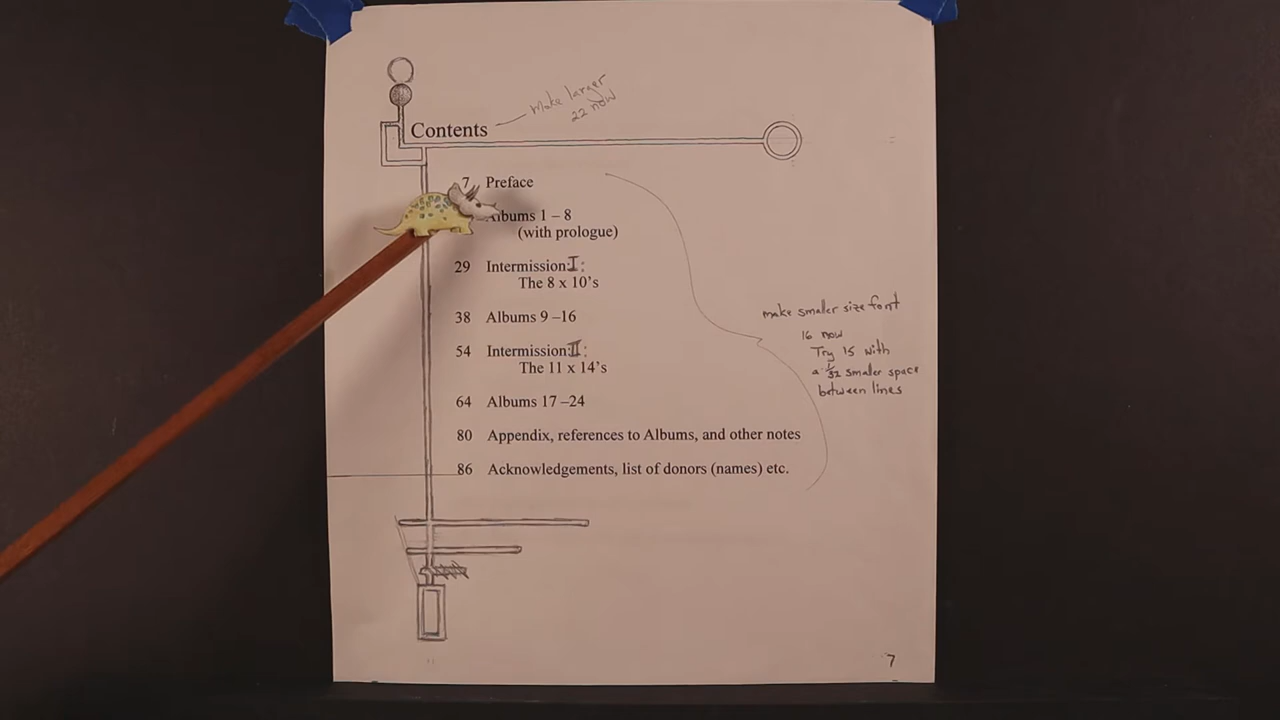 Contents
make larger
22 now
7 Preface
Albums 1 – 8
(with prologue)
29 Intermission I:
The 8 x 10's
38 Albums 9 –16
54 Intermission II:
The 11 x 14's
64 Albums 17 –24
80 Appendix, references to Albums, and other notes
86 Acknowledgements, list of donors (names) etc.
make smaller size font
16 now
Try 15 with
a 1/32 smaller space
between lines
7